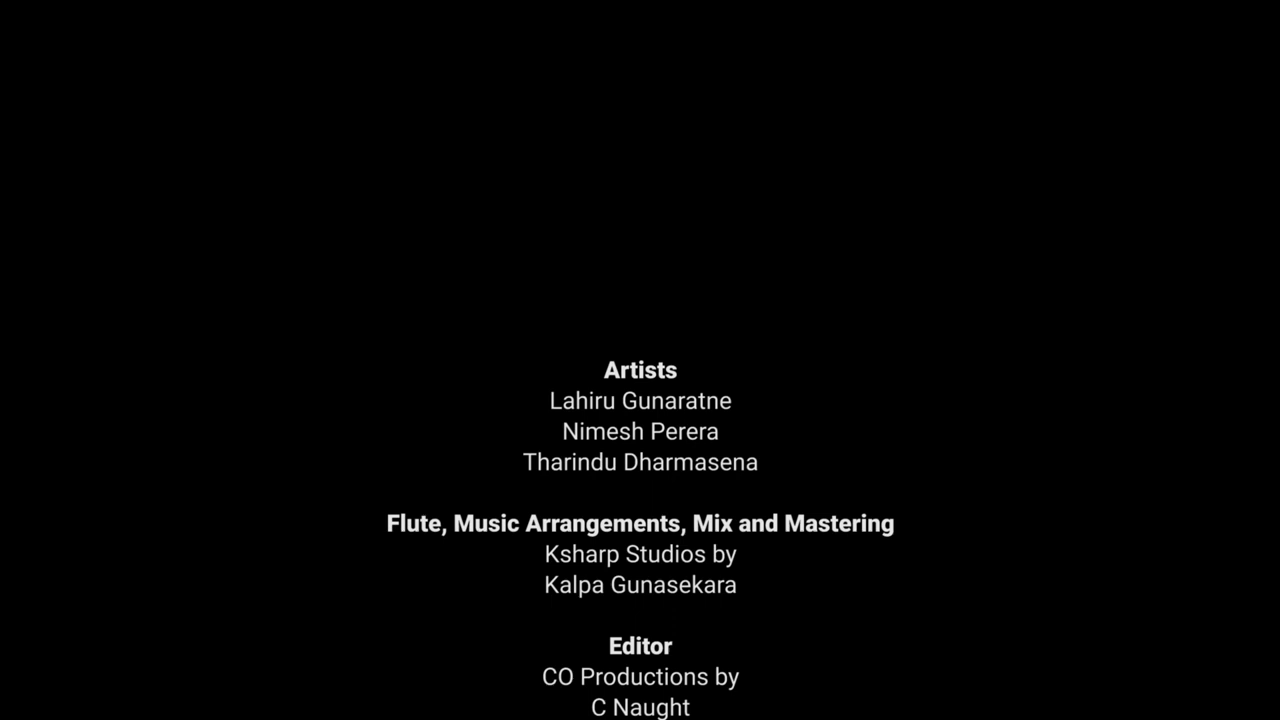 Artists
Lahiru Gunaratne
Nimesh Perera
Tharindu Dharmasena
Flute, Music Arrangements, Mix and Mastering
Ksharp Studios by
Kalpa Gunasekara
Editor
CO Productions by
C Naught